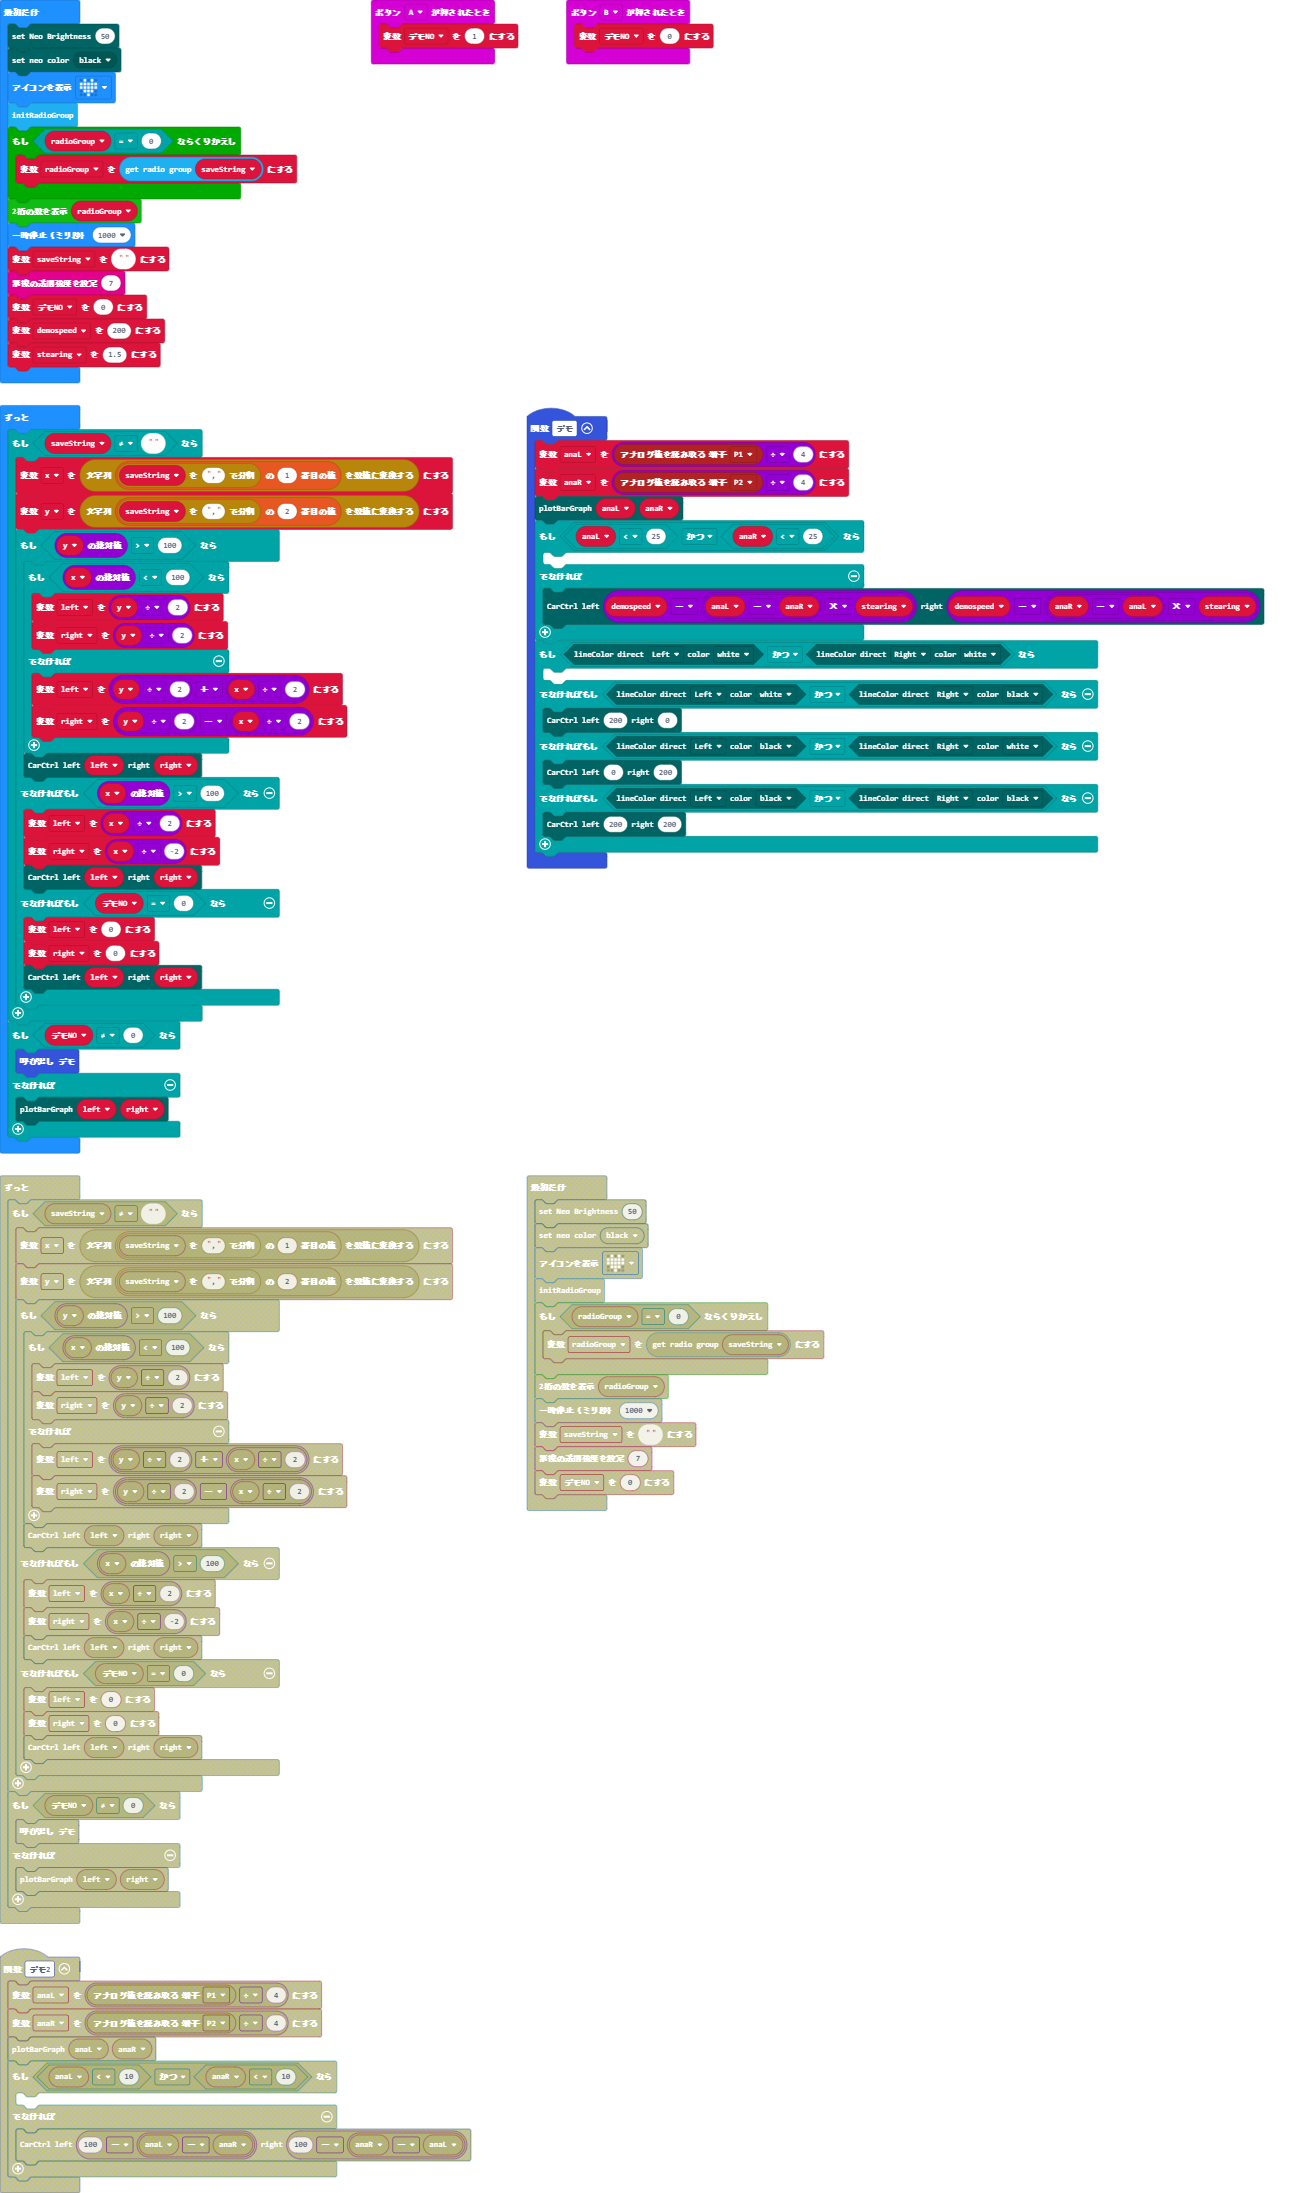 最初だけ
set Neo Brightness 50
set neo color black
アイコンを表示
initRadioGroup
もし radioGroup = 0 ならくりかえし
変数 radioGroup を get radio group saveString にする
2桁の数を表示 radioGroup
一時停止（ミリ秒） 1000
変数 saveString を " " にする
無線の送信強度を設定 7
変数 デモNO を 0 にする
変数 demospeed を 200 にする
変数 stearing を 1.5 にする
ボタン A が押されたとき
変数 デモNO を 1 にする
ボタン B が押されたとき
変数 デモNO を 0 にする
ずっと
もし saveString ≠ " " なら
変数 x を 文字列 saveString を "," で分割 の 1 番目の値 を数値に変換する にする
変数 y を 文字列 saveString を "," で分割 の 2 番目の値 を数値に変換する にする
もし y の絶対値 > 100 なら
もし x の絶対値 < 100 なら
変数 left を y ÷ 2 にする
変数 right を y ÷ 2 にする
でなければ
変数 left を y ÷ 2 + x ÷ 2 にする
変数 right を y ÷ 2 - x ÷ 2 にする
CarCtrl left left right right
でなければもし x の絶対値 > 100 なら
変数 left を x ÷ 2 にする
変数 right を x ÷ -2 にする
CarCtrl left left right right
でなければもし デモNO = 0 なら
変数 left を 0 にする
変数 right を 0 にする
CarCtrl left left right right
もし デモNO ≠ 0 なら
呼び出し デモ
でなければ
plotBarGraph left right
関数 デモ
変数 anaL を アナログ値を読み取る 端子 P1 ÷ 4 にする
変数 anaR を アナログ値を読み取る 端子 P2 ÷ 4 にする
plotBarGraph anaL anaR
もし anaL < 25 かつ anaR < 25 なら
でなければ
CarCtrl left demospeed - anaL - anaR × stearing right demospeed - anaR - anaL × stearing
もし lineColor direct Left color white かつ lineColor direct Right color white なら
でなければもし lineColor direct Left color white かつ lineColor direct Right color black なら
CarCtrl left 200 right 0
でなければもし lineColor direct Left color black かつ lineColor direct Right color white なら
CarCtrl left 0 right 200
でなければもし lineColor direct Left color black かつ lineColor direct Right color black なら
CarCtrl left 200 right 200
ずっと
もし saveString ≠ " " なら
変数 x を 文字列 saveString を "," で分割 の 1 番目の値 を数値に変換する にする
変数 y を 文字列 saveString を "," で分割 の 2 番目の値 を数値に変換する にする
もし y の絶対値 > 100 なら
もし x の絶対値 < 100 なら
変数 left を y ÷ 2 にする
変数 right を y ÷ 2 にする
でなければ
変数 left を y ÷ 2 + x ÷ 2 にする
変数 right を y ÷ 2 - x ÷ 2 にする
CarCtrl left left right right
でなければもし x の絶対値 > 100 なら
変数 left を x ÷ 2 にする
変数 right を x ÷ -2 にする
CarCtrl left left right right
でなければもし デモNO = 0 なら
変数 left を 0 にする
変数 right を 0 にする
CarCtrl left left right right
もし デモNO ≠ 0 なら
呼び出し デモ
でなければ
plotBarGraph left right
最初だけ
set Neo Brightness 50
set neo color black
アイコンを表示
initRadioGroup
もし radioGroup = 0 ならくりかえし
変数 radioGroup を get radio group saveString にする
2桁の数を表示 radioGroup
一時停止（ミリ秒） 1000
変数 saveString を " " にする
無線の送信強度を設定 7
変数 デモNO を 0 にする
関数 デモ2
変数 anaL を アナログ値を読み取る 端子 P1 ÷ 4 にする
変数 anaR を アナログ値を読み取る 端子 P2 ÷ 4 にする
plotBarGraph anaL anaR
もし anaL < 10 かつ anaR < 10 なら
でなければ
CarCtrl left 100 - anaL - anaR right 100 - anaR - anaL